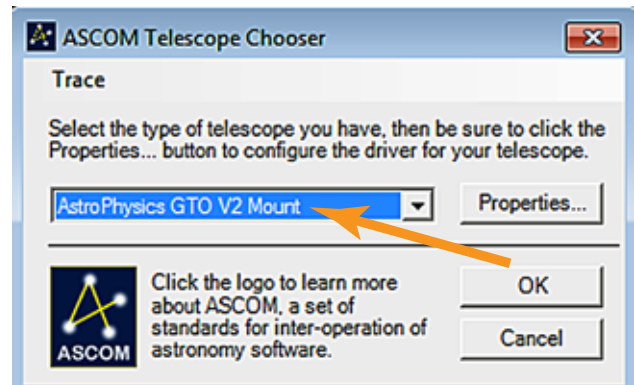 ASCOM Telescope Chooser
Trace
Select the type of telescope you have, then be sure to click the
Properties... button to configure the driver for your telescope.
AstroPhysics GTO V2 Mount
Properties...
Click the logo to learn more
about ASCOM, a set of
standards for inter-operation of
astronomy software.
ASCOM
OK
Cancel